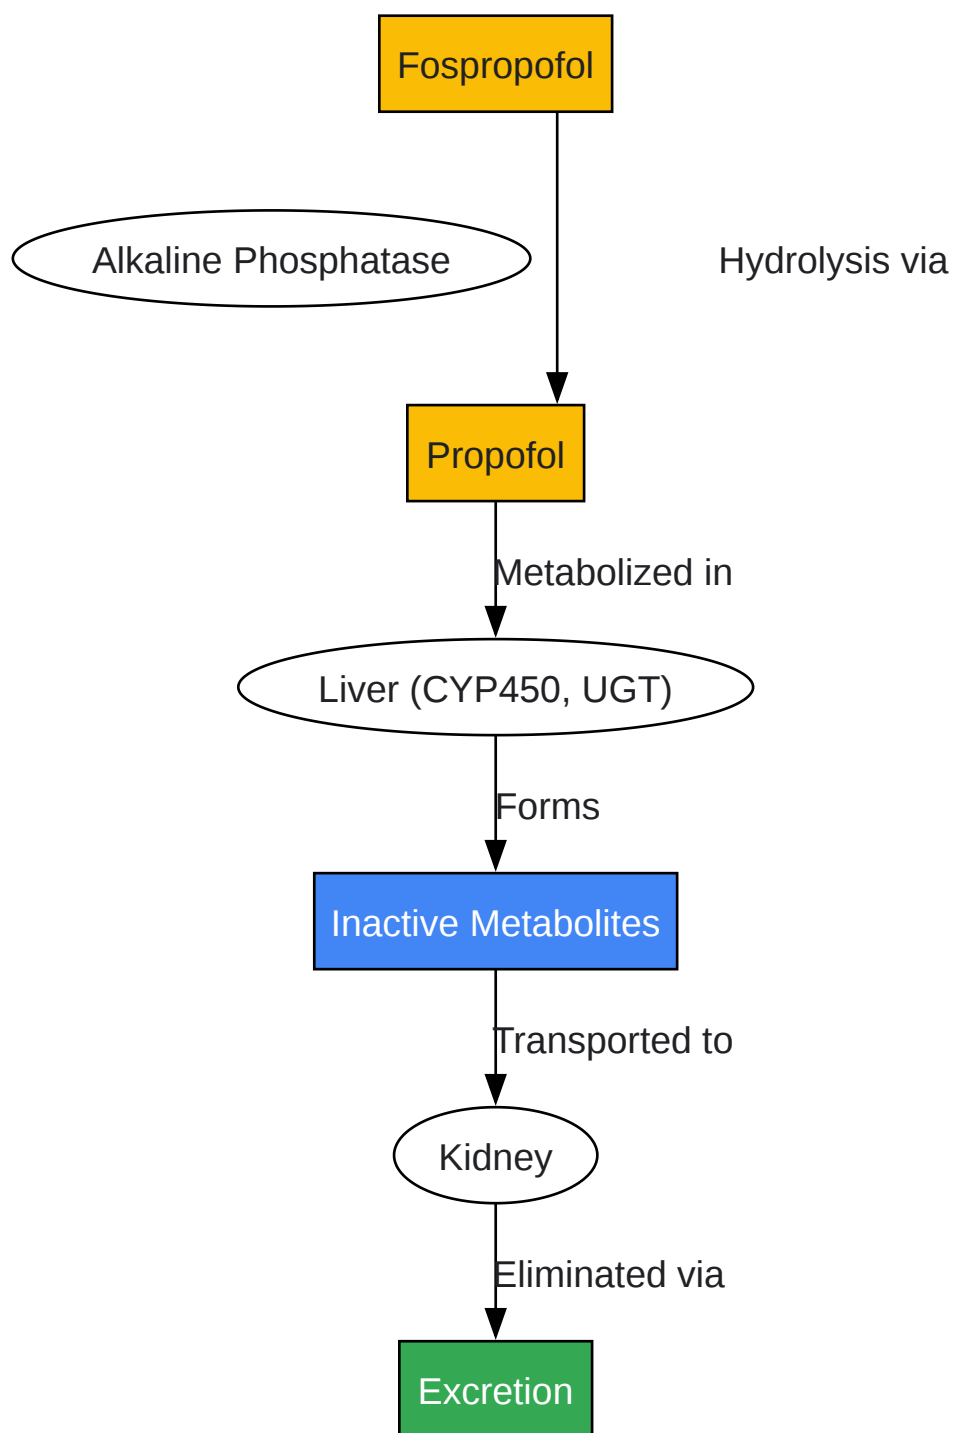 Fospropofol
Alkaline Phosphatase
Hydrolysis via
Propofol
Metabolized in
Liver (CYP450, UGT)
Forms
Inactive Metabolites
Transported to
Kidney
Eliminated via
Excretion